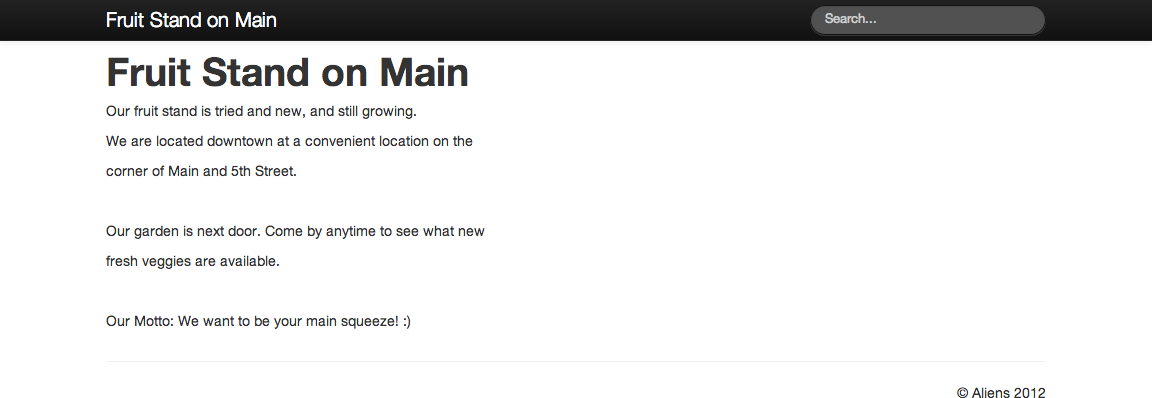 Fruit Stand on Main
Search...
Fruit Stand on Main
Our fruit stand is tried and new, and still growing.
We are located downtown at a convenient location on the
corner of Main and 5th Street.
Our garden is next door. Come by anytime to see what new
fresh veggies are available.
Our Motto: We want to be your main squeeze! :)
© Aliens 2012